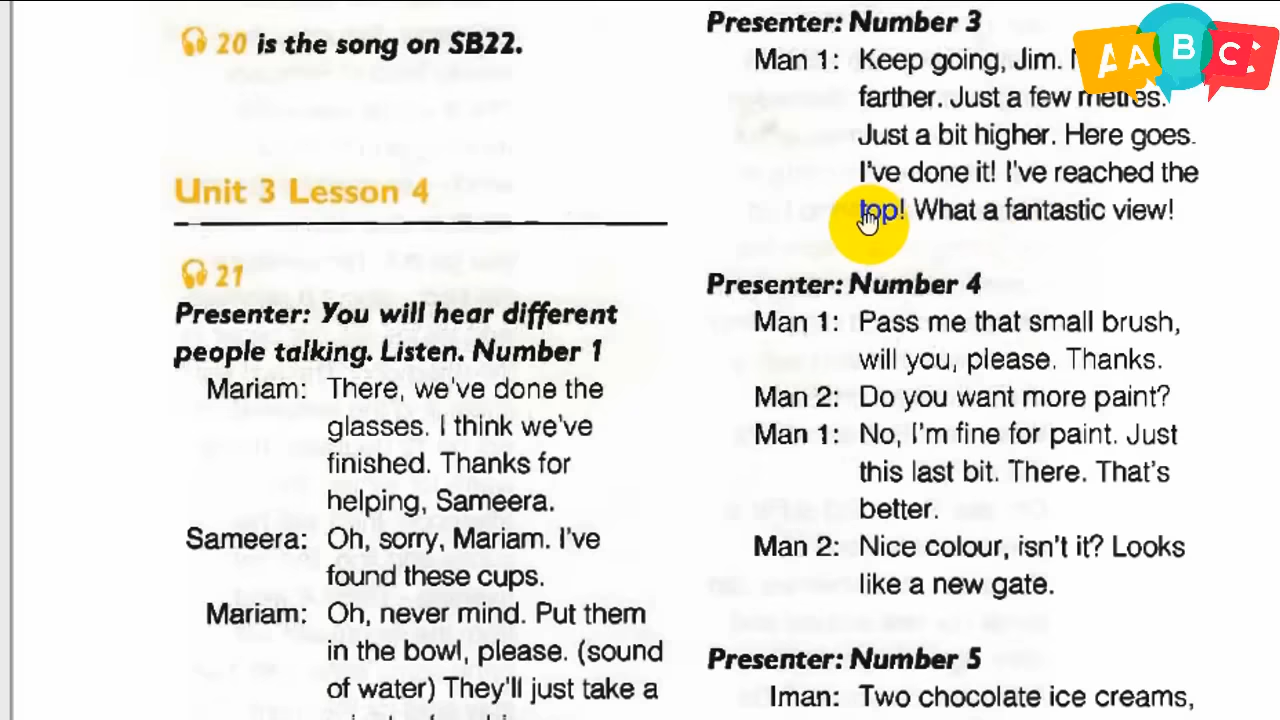 20 is the song on SB22.
Unit 3 Lesson 4
21
Presenter: You will hear different
people talking. Listen. Number 1
Mariam: There, we've done the
glasses. I think we've
finished. Thanks for
helping, Sameera.
Sameera: Oh, sorry, Mariam. I've
found these cups.
Mariam: Oh, never mind. Put them
in the bowl, please. (sound
of water) They'll just take a
Presenter: Number 3
Man 1: Keep going, Jim.
farther. Just a few metres.
Just a bit higher. Here goes.
I've done it! I've reached the
top! What a fantastic view!
Presenter: Number 4
Man 1: Pass me that small brush,
will you, please. Thanks.
Man 2: Do you want more paint?
Man 1: No, I'm fine for paint. Just
this last bit. There. That's
better.
Man 2: Nice colour, isn't it? Looks
like a new gate.
Presenter: Number 5
Iman: Two chocolate ice creams,
A A B C